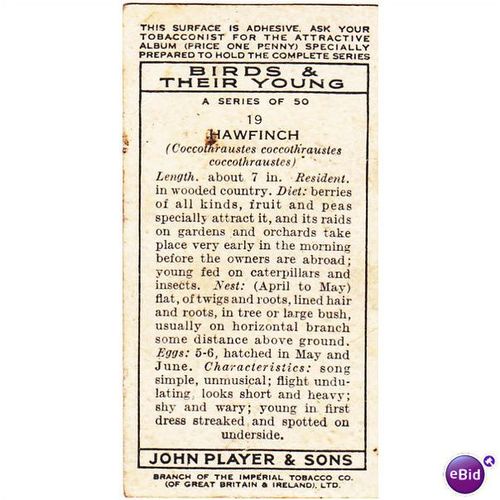 THIS SURFACE IS ADHESIVE. ASK YOUR
TOBACCONIST FOR THE ATTRACTIVE
ALBUM (PRICE ONE PENNY) SPECIALLY
PREPARED TO HOLD THE COMPLETE SERIES
BIRDS &
THEIR YOUNG
A SERIES OF 50
19
HAWFINCH
(Coccothraustes coccothraustes
coccothraustes)
Length. about 7 in. Resident.
in wooded country. Diet: berries
of all kinds, fruit and peas
specially attract it, and its raids
on gardens and orchards take
place very early in the morning
before the owners are abroad;
young fed on caterpillars and
insects. Nest: (April to May)
flat, of twigs and roots, lined hair
and roots, in tree or large bush,
usually on horizontal branch
some distance above ground.
Eggs: 5-6, hatched in May and
June. Characteristics: song
simple, unmusical; flight undu-
lating, looks short and heavy;
shy and wary; young in first
dress streaked and spotted on
underside.
JOHN PLAYER & SONS
BRANCH OF THE IMPERIAL TOBACCO CO.
(OF GREAT BRITAIN & IRELAND), LTD.
eBid